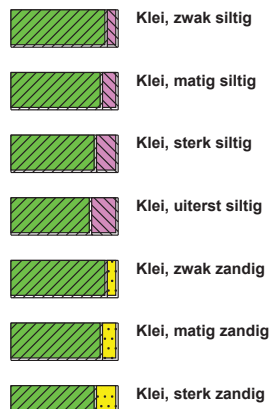 Klei, zwak siltig
Klei, matig siltig
Klei, sterk siltig
Klei, uiterst siltig
Klei, zwak zandig
Klei, matig zandig
Klei, sterk zandig